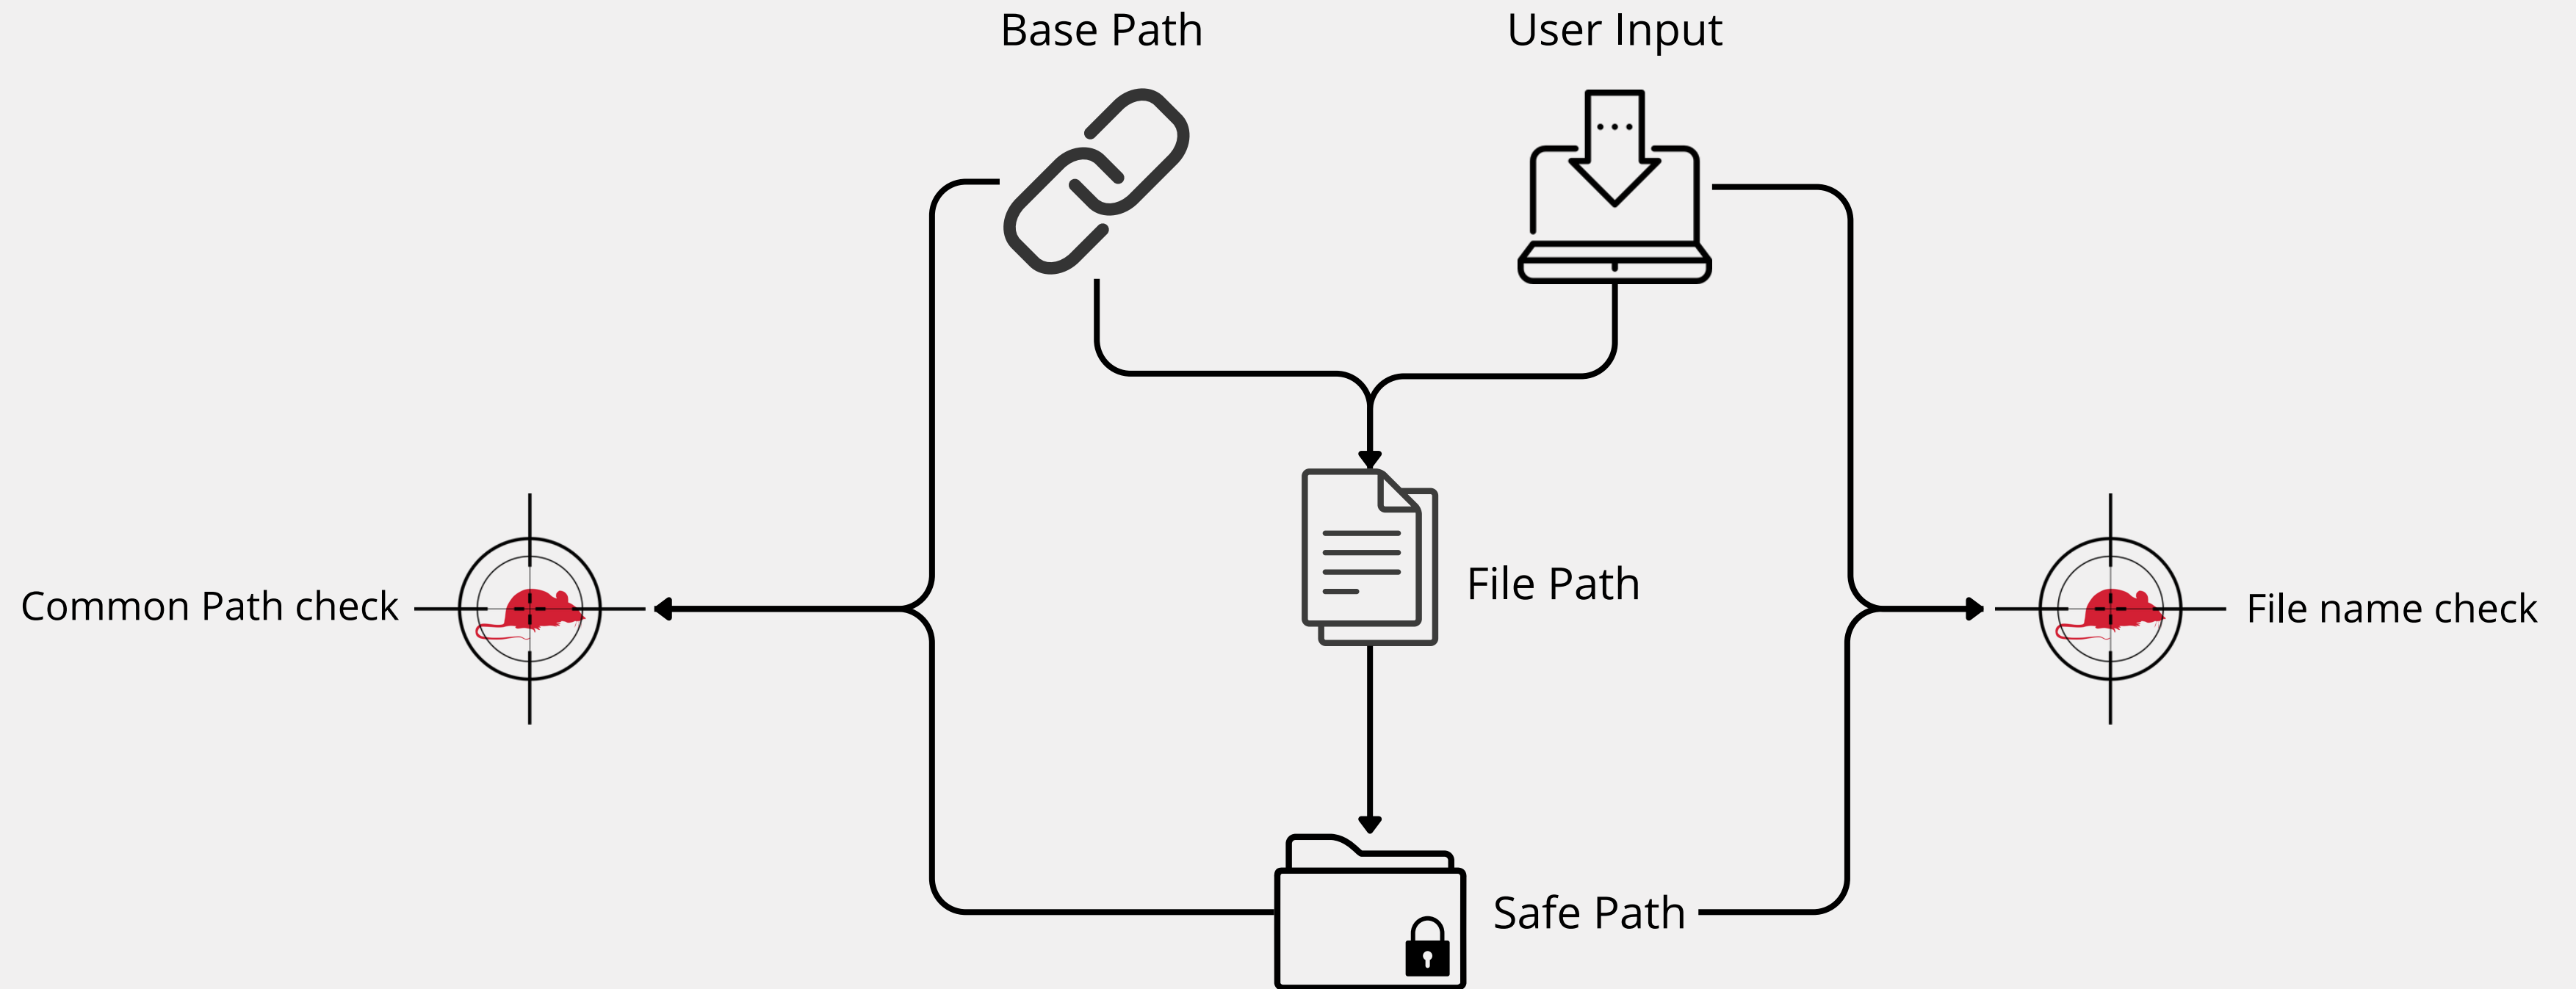 Base Path
User Input
Common Path check
File Path
File name check
Safe Path